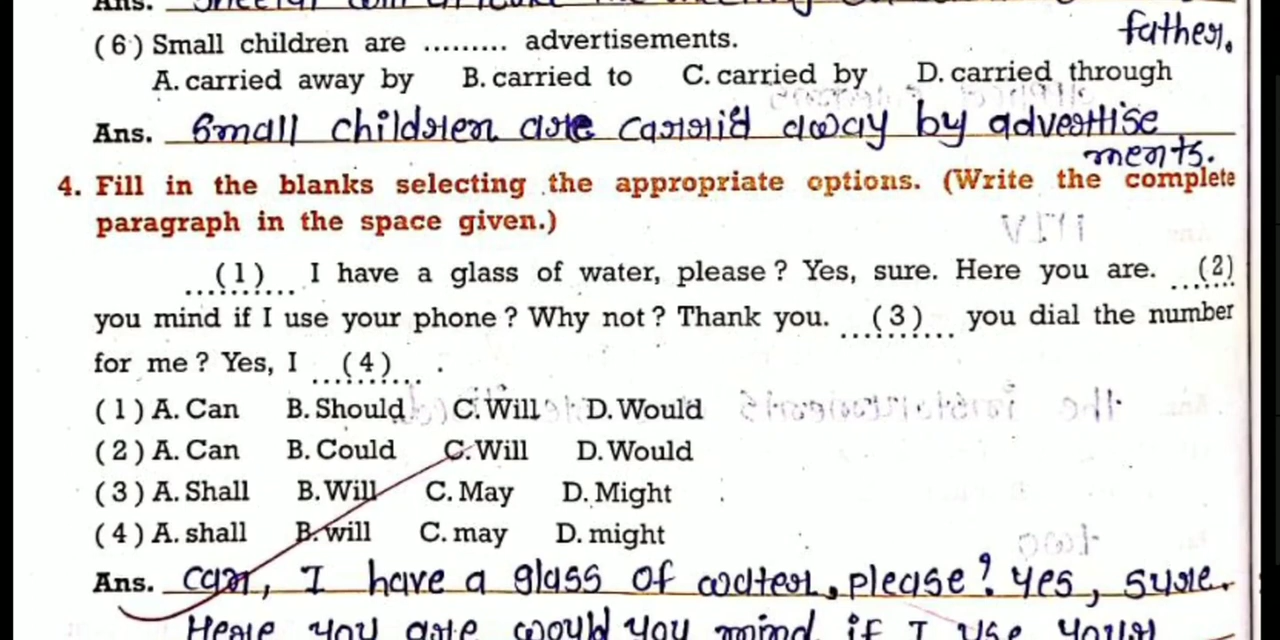 Ans.
father.
(6) Small children are ......... advertisements.
A. carried away by B. carried to C. carried by D. carried through
Ans. Small children are carrid away by advertise
ments.
4. Fill in the blanks selecting the appropriate options. (Write the complete
paragraph in the space given.)
(1) I have a glass of water, please ? Yes, sure. Here you are. (2)
you mind if I use your phone ? Why not ? Thank you. (3) you dial the number
for me ? Yes, I (4) .
(1) A. Can B. Should C. Will D. Would
(2) A. Can B. Could C. Will D. Would
(3) A. Shall B. Will C. May D. Might
(4) A. shall B. will C. may D. might
Ans. can, I have a glass of water, please? yes, sure.
Heare you are would you mind if I use your